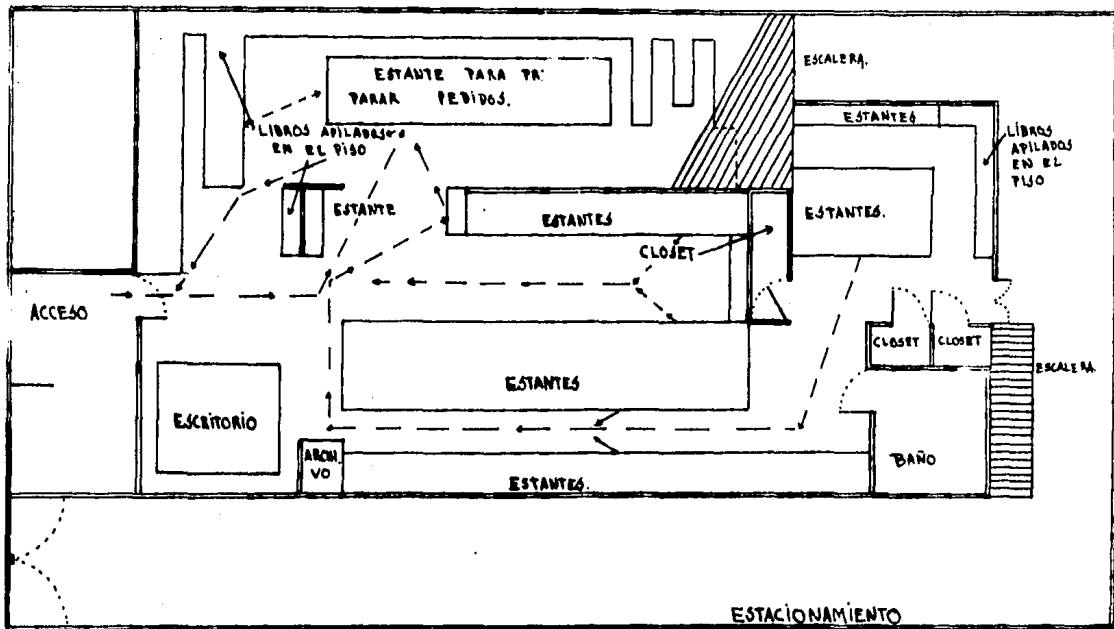 ESTANTE PARA PRE
PARAR PEDIDOS.
ESCALERA.
ESTANTES
LIBROS
APILADOS
EN EL
PISO
LIBROS APILADOS
EN EL PISO
ESTANTE
ESTANTES
ESTANTES.
CLOSET
ACCESO
CLOSET
CLOSET
ESCALERA.
ESTANTES
ESCRITORIO
ARCHI-
VO
BAÑO
ESTANTES.
ESTACIONAMIENTO